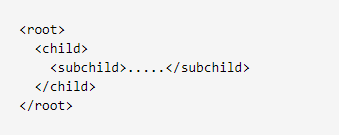 <root>
  <child>
    <subchild>.....</subchild>
  </child>
</root>